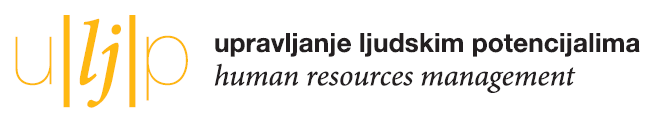 u|lj|p
upravljanje ljudskim potencijalima
human resources management